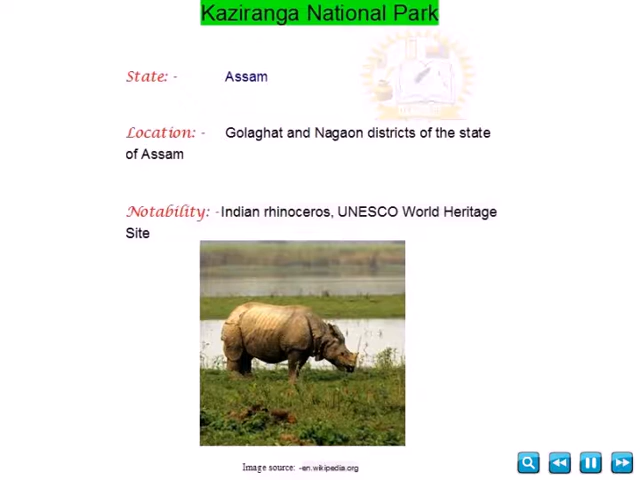 Kaziranga National Park
State: - Assam
Location: - Golaghat and Nagaon districts of the state
of Assam
Notability: - Indian rhinoceros, UNESCO World Heritage
Site
Image source: -en.wikipedia.org